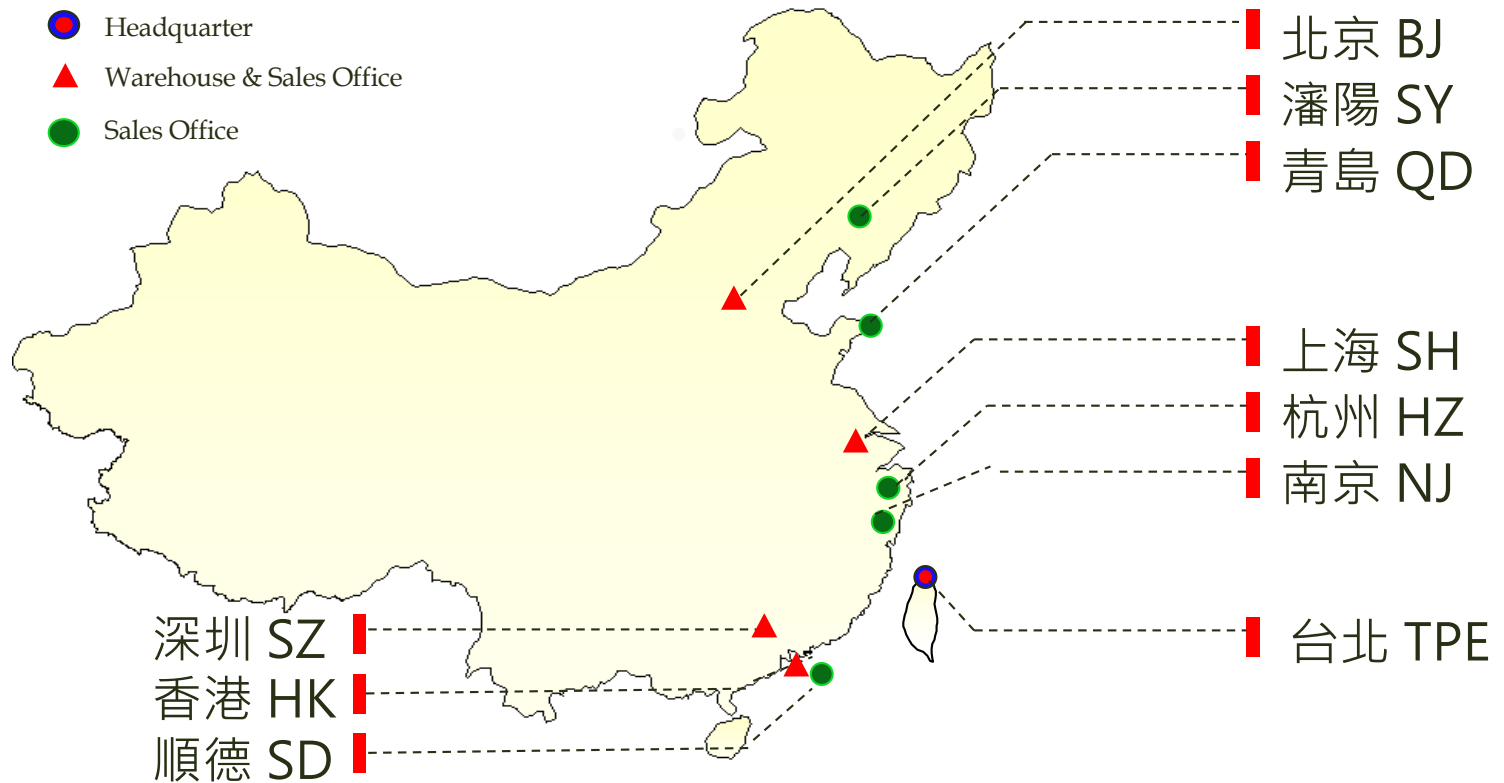 Headquarter
Warehouse & Sales Office
Sales Office
北京 BJ
瀋陽 SY
青島 QD
上海 SH
杭州 HZ
南京 NJ
台北 TPE
深圳 SZ
香港 HK
順德 SD